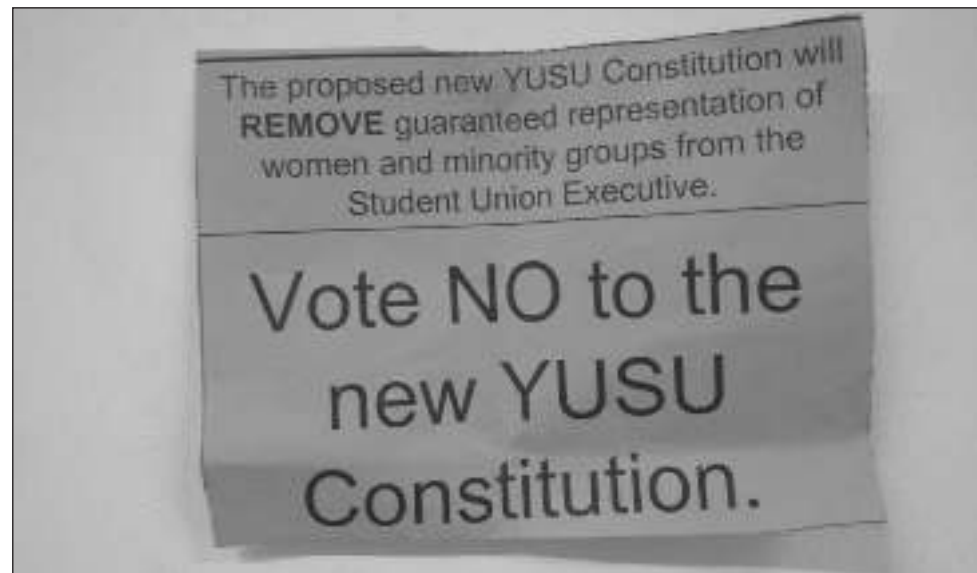 The proposed new YUSU Constitution will
REMOVE guaranteed representation of
women and minority groups from the
Student Union Executive.
Vote NO to the
new YUSU
Constitution.